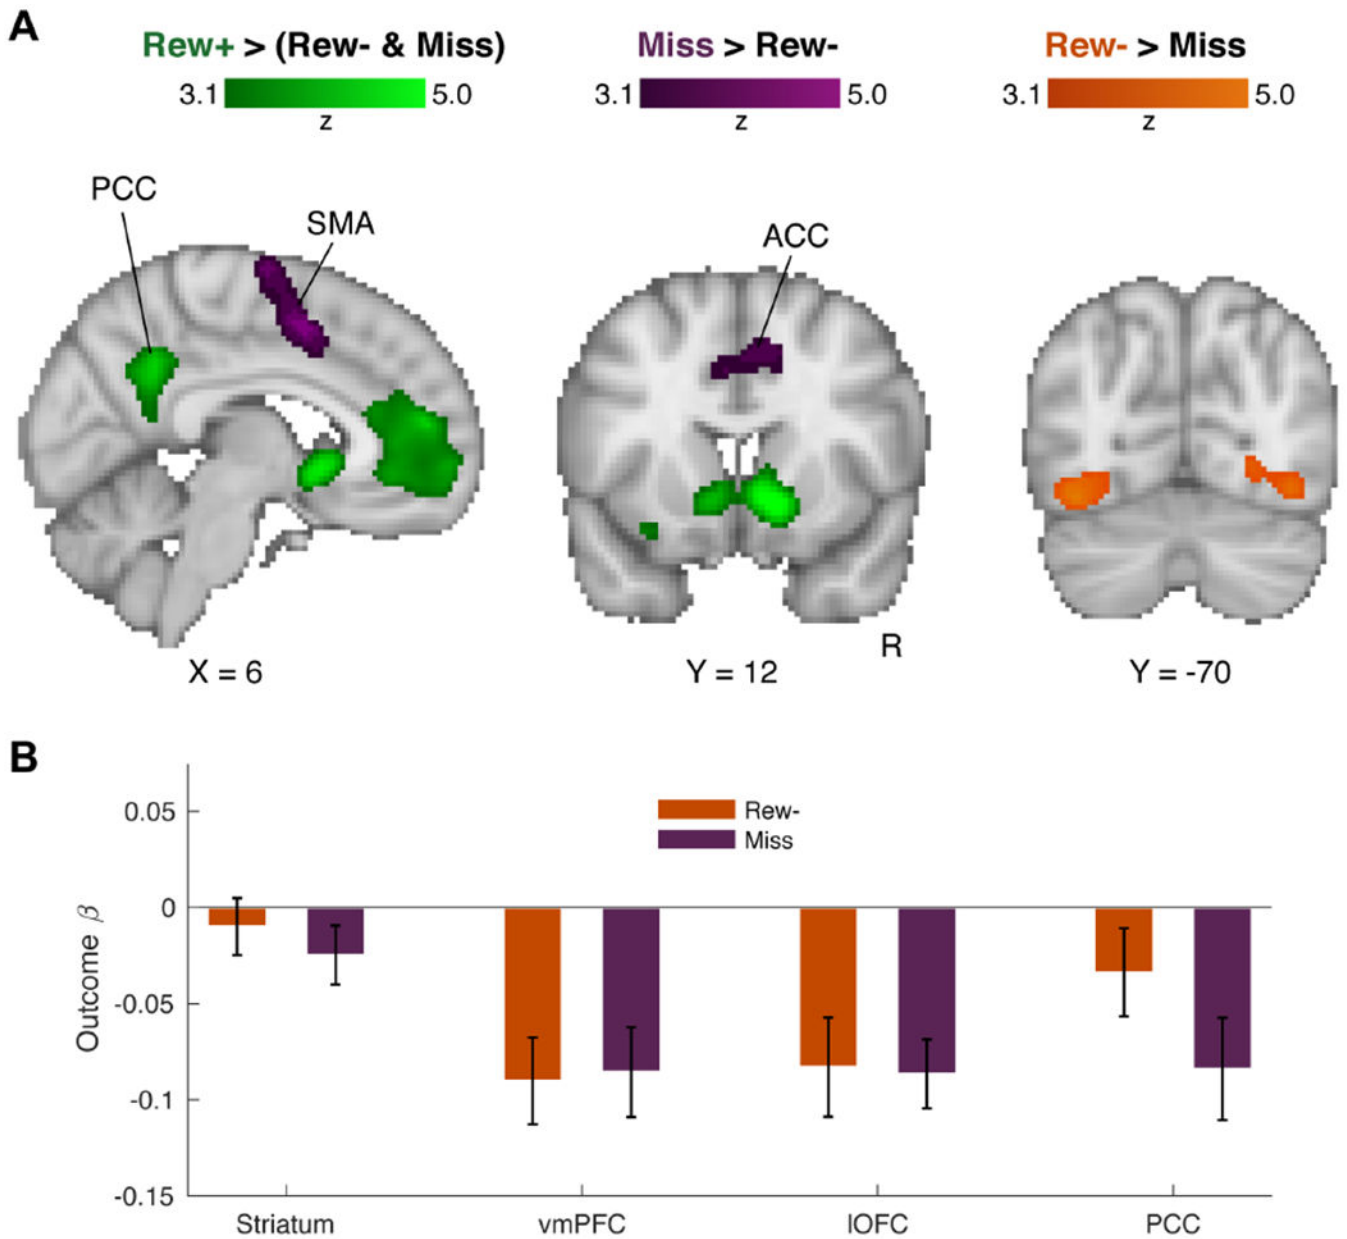 A
Rew+ > (Rew- & Miss)
3.1 5.0
z
Miss > Rew-
3.1 5.0
z
Rew- > Miss
3.1 5.0
z
PCC
SMA
ACC
R
X = 6
Y = 12
Y = -70
B
Rew-
Miss
0.05
0
-0.05
-0.1
-0.15
Outcome β
Striatum
vmPFC
lOFC
PCC